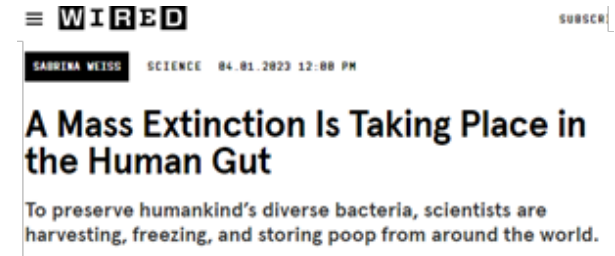 WIRED
SUBSCRI
SABRINA WEISS SCIENCE 04.01.2023 12:00 PM
A Mass Extinction Is Taking Place in
the Human Gut
To preserve humankind’s diverse bacteria, scientists are
harvesting, freezing, and storing poop from around the world.